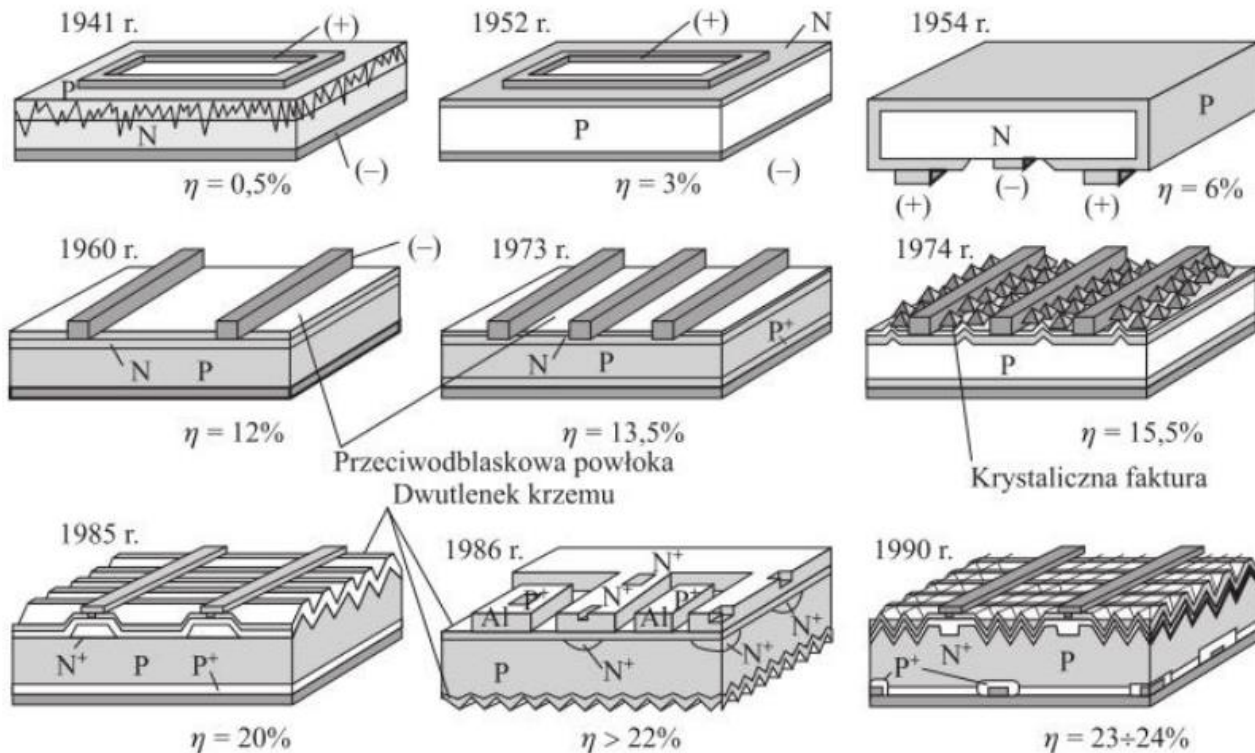 1941 r.
(+)
P
N
(–)
η = 0,5%
1952 r.
(+)
N
P
(–)
η = 3%
1954 r.
P
N
(–)
(+)
(+)
η = 6%
1960 r.
(–)
N
P
η = 12%
1973 r.
P⁺
N
P
η = 13,5%
1974 r.
P
η = 15,5%
Przeciwodblaskowa powłoka
Dwutlenek krzemu
Krystaliczna faktura
1985 r.
N⁺
P
P⁺
η = 20%
1986 r.
N⁺
P⁺
N⁺
P⁺
Al
Al
N⁺
N⁺
N⁺
P
η > 22%
1990 r.
P⁺
N⁺
P
η = 23÷24%